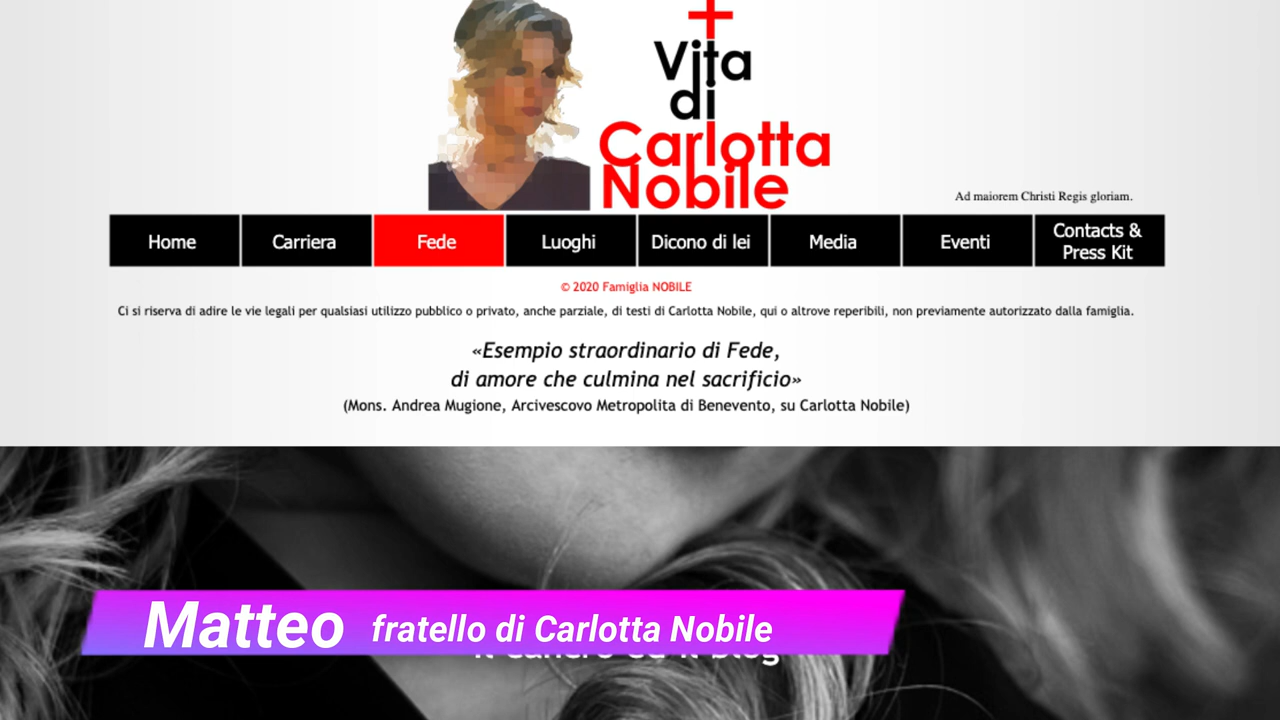 Vita
di
Carlotta
Nobile
Ad maiorem Christi Regis gloriam.
Home Carriera Fede Luoghi Dicono di lei Media Eventi Contacts & Press Kit
© 2020 Famiglia NOBILE
Ci si riserva di adire le vie legali per qualsiasi utilizzo pubblico o privato, anche parziale, di testi di Carlotta Nobile, qui o altrove reperibili, non previamente autorizzato dalla famiglia.
«Esempio straordinario di Fede,
di amore che culmina nel sacrificio»
(Mons. Andrea Mugione, Arcivescovo Metropolita di Benevento, su Carlotta Nobile)
Matteo fratello di Carlotta Nobile